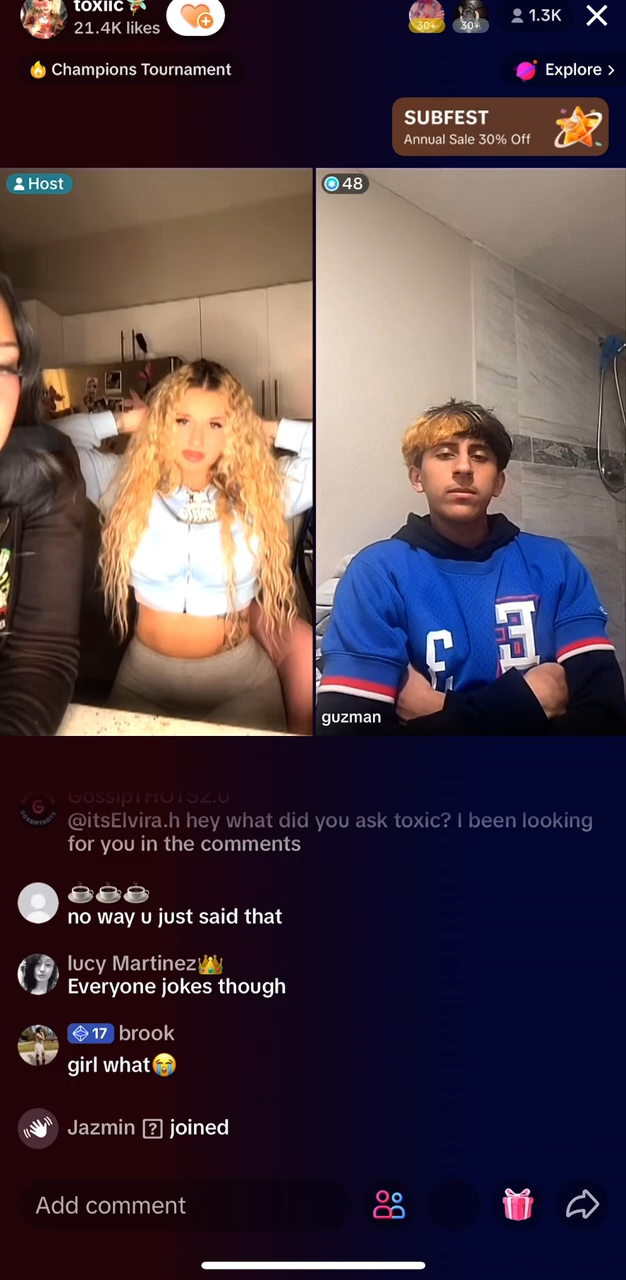 toxiic
21.4K likes
30+
30+
1.3K
Champions Tournament
Explore >
SUBFEST
Annual Sale 30% Off
Host
48
guzman
GossipTHOTS2.0
@itsElvira.h hey what did you ask toxic? I been looking
for you in the comments
no way u just said that
lucy Martinez
Everyone jokes though
17 brook
girl what
Jazmin ? joined
Add comment